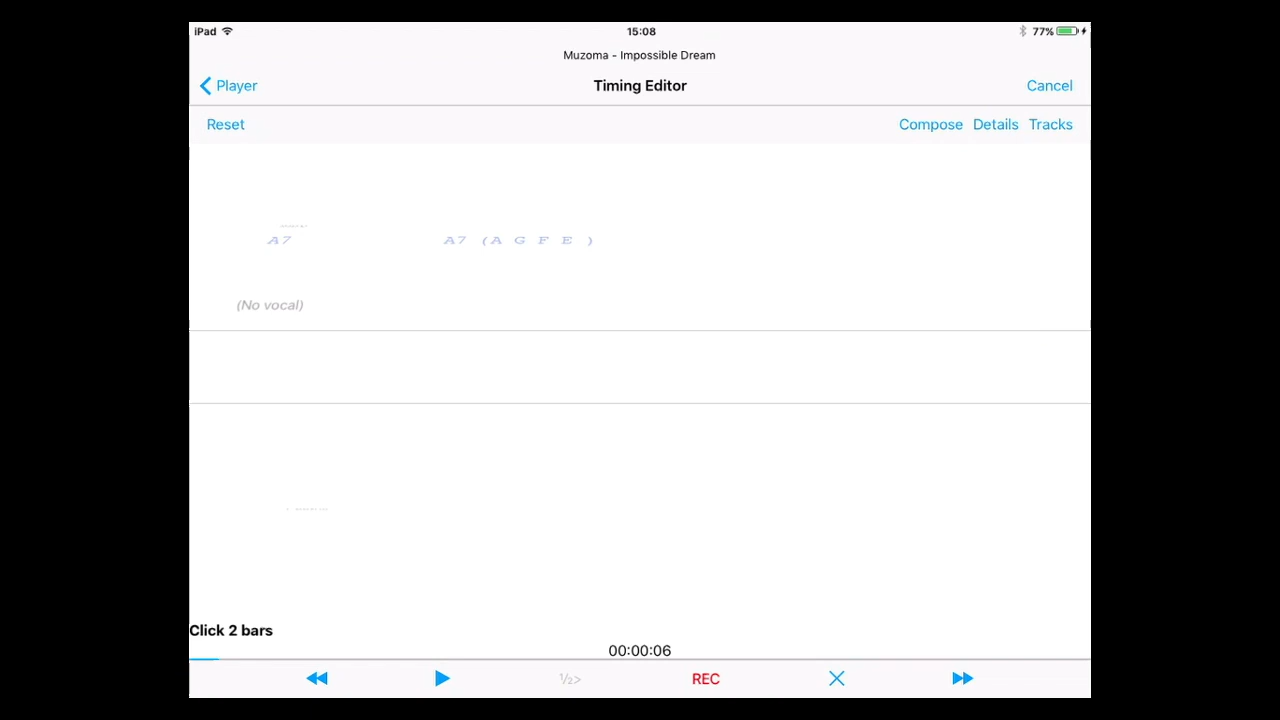 iPad 15:08 77%
Muzoma - Impossible Dream
Player Timing Editor Cancel
Reset Compose Details Tracks
A7 A7 (A G F E )
(No vocal)
Click 2 bars
00:00:06
½> REC